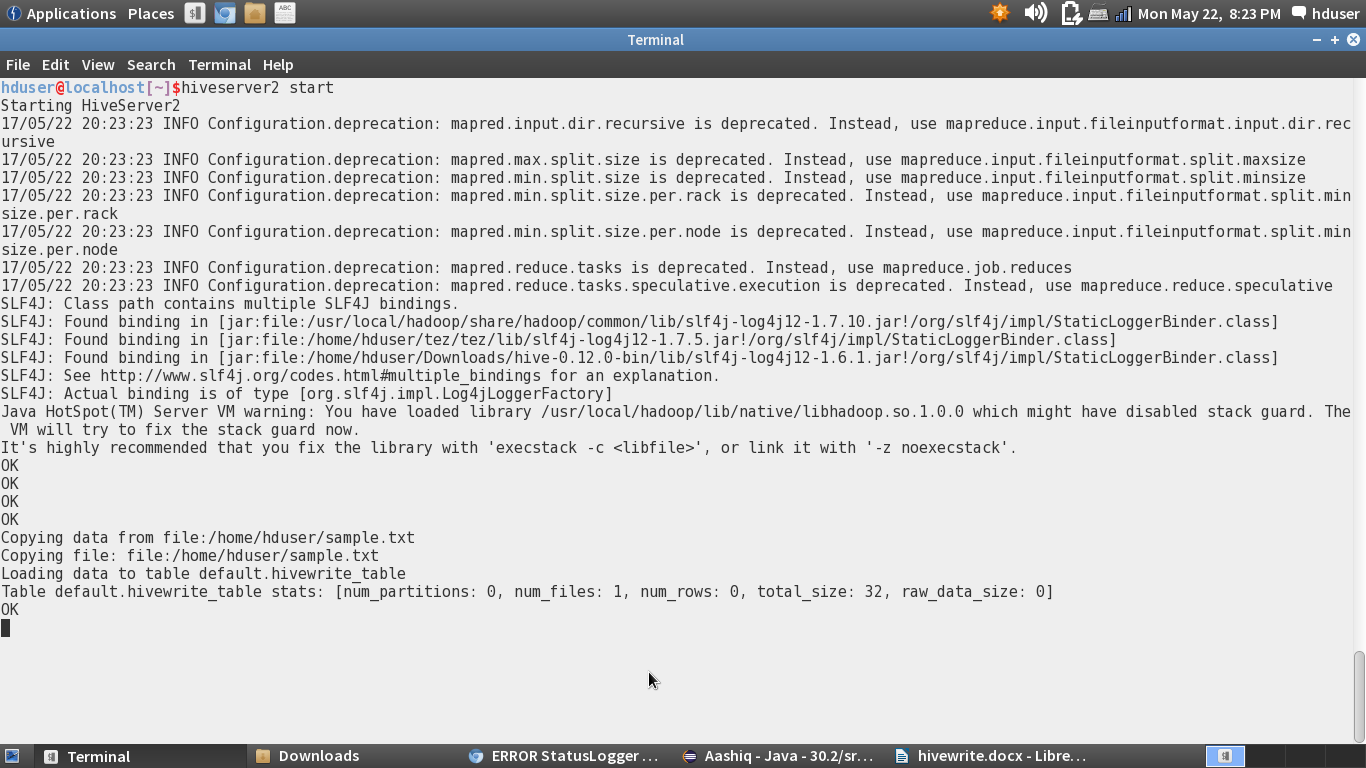 Applications Places Mon May 22, 8:23 PM hduser
Terminal
File Edit View Search Terminal Help
hduser@localhost[~]$hiveserver2 start
Starting HiveServer2
17/05/22 20:23:23 INFO Configuration.deprecation: mapred.input.dir.recursive is deprecated. Instead, use mapreduce.input.fileinputformat.input.dir.rec
ursive
17/05/22 20:23:23 INFO Configuration.deprecation: mapred.max.split.size is deprecated. Instead, use mapreduce.input.fileinputformat.split.maxsize
17/05/22 20:23:23 INFO Configuration.deprecation: mapred.min.split.size is deprecated. Instead, use mapreduce.input.fileinputformat.split.minsize
17/05/22 20:23:23 INFO Configuration.deprecation: mapred.min.split.size.per.rack is deprecated. Instead, use mapreduce.input.fileinputformat.split.min
size.per.rack
17/05/22 20:23:23 INFO Configuration.deprecation: mapred.min.split.size.per.node is deprecated. Instead, use mapreduce.input.fileinputformat.split.min
size.per.node
17/05/22 20:23:23 INFO Configuration.deprecation: mapred.reduce.tasks is deprecated. Instead, use mapreduce.job.reduces
17/05/22 20:23:23 INFO Configuration.deprecation: mapred.reduce.tasks.speculative.execution is deprecated. Instead, use mapreduce.reduce.speculative
SLF4J: Class path contains multiple SLF4J bindings.
SLF4J: Found binding in [jar:file:/usr/local/hadoop/share/hadoop/common/lib/slf4j-log4j12-1.7.10.jar!/org/slf4j/impl/StaticLoggerBinder.class]
SLF4J: Found binding in [jar:file:/home/hduser/tez/tez/lib/slf4j-log4j12-1.7.5.jar!/org/slf4j/impl/StaticLoggerBinder.class]
SLF4J: Found binding in [jar:file:/home/hduser/Downloads/hive-0.12.0-bin/lib/slf4j-log4j12-1.6.1.jar!/org/slf4j/impl/StaticLoggerBinder.class]
SLF4J: See http://www.slf4j.org/codes.html#multiple_bindings for an explanation.
SLF4J: Actual binding is of type [org.slf4j.impl.Log4jLoggerFactory]
Java HotSpot(TM) Server VM warning: You have loaded library /usr/local/hadoop/lib/native/libhadoop.so.1.0.0 which might have disabled stack guard. The
 VM will try to fix the stack guard now.
It's highly recommended that you fix the library with 'execstack -c <libfile>', or link it with '-z noexecstack'.
OK
OK
OK
OK
Copying data from file:/home/hduser/sample.txt
Copying file: file:/home/hduser/sample.txt
Loading data to table default.hivewrite_table
Table default.hivewrite_table stats: [num_partitions: 0, num_files: 1, num_rows: 0, total_size: 32, raw_data_size: 0]
OK
Terminal Downloads ERROR StatusLogger ... Aashiq - Java - 30.2/sr... hivewrite.docx - Libre...